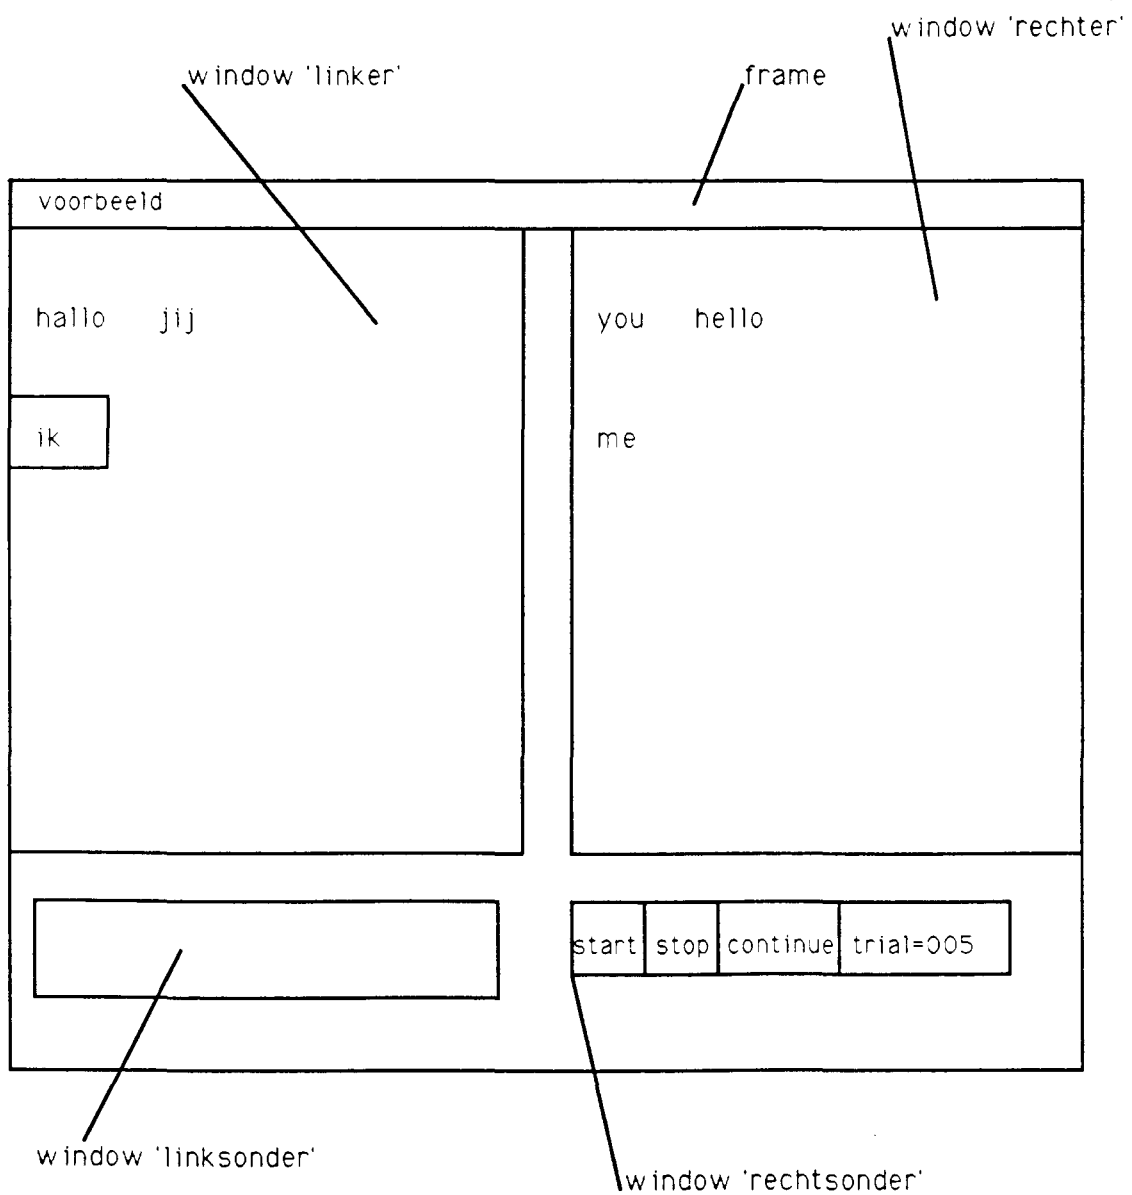 window 'rechter'
window 'linker' frame
voorbeeld
hallo jij you hello
ik me
start stop continue trial=005
window 'linksonder'
window 'rechtsonder'